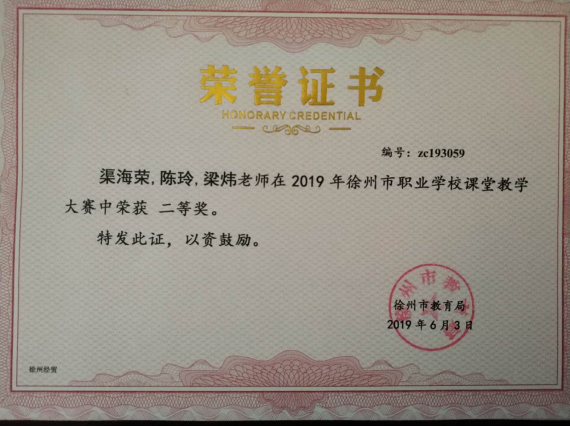 荣誉证书
HONORARY CREDENTIAL
编号：zc193059
渠海荣,陈玲,梁炜老师在 2019 年徐州市职业学校课堂教学
大赛中荣获 二等奖。
特发此证，以资鼓励。
徐州市教育局
2019 年 6 月 3 日
徐州经贸